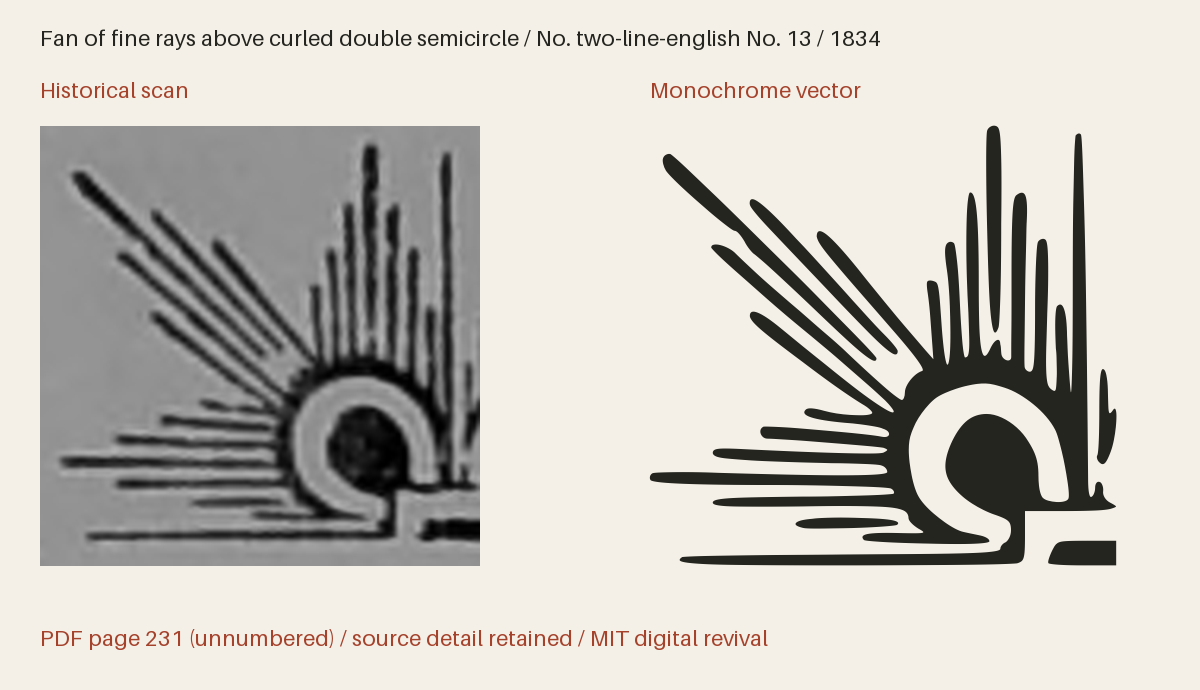 Fan of fine rays above curled double semicircle / No. two-line-english No. 13 / 1834
Historical scan
Monochrome vector
PDF page 231 (unnumbered) / source detail retained / MIT digital revival